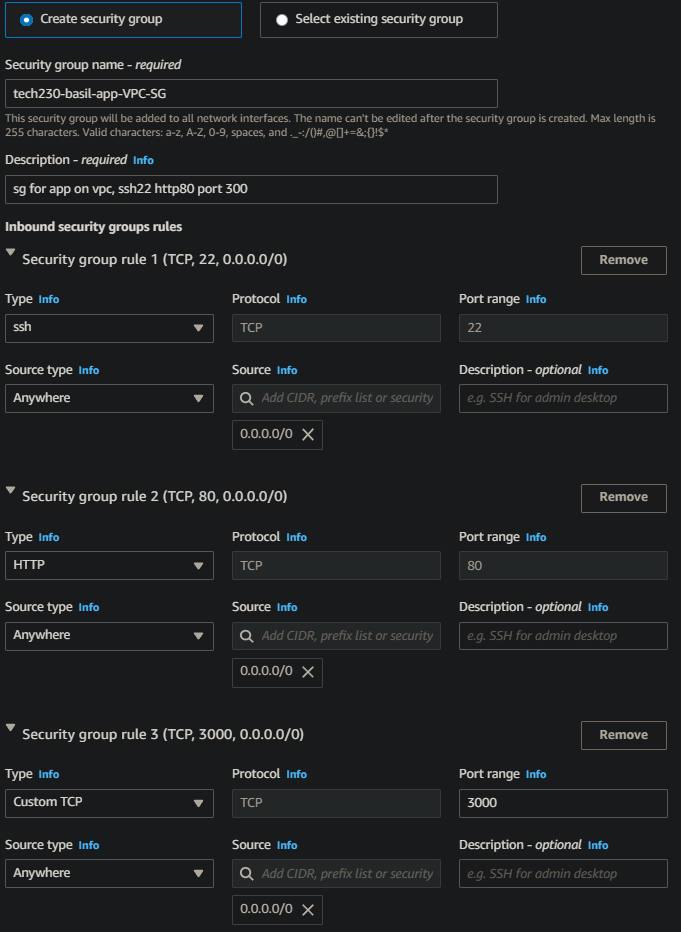 Create security group
Select existing security group
Security group name - required
tech230-basil-app-VPC-SG
This security group will be added to all network interfaces. The name can't be edited after the security group is created. Max length is
255 characters. Valid characters: a-z, A-Z, 0-9, spaces, and ._-:/()#,@[]+=&;{}!$*
Description - required Info
sg for app on vpc, ssh22 http80 port 300
Inbound security groups rules
Security group rule 1 (TCP, 22, 0.0.0.0/0)
Remove
Type Info
Protocol Info
Port range Info
ssh
TCP
22
Source type Info
Source Info
Description - optional Info
Anywhere
Add CIDR, prefix list or security
e.g. SSH for admin desktop
0.0.0.0/0
Security group rule 2 (TCP, 80, 0.0.0.0/0)
Remove
Type Info
Protocol Info
Port range Info
HTTP
TCP
80
Source type Info
Source Info
Description - optional Info
Anywhere
Add CIDR, prefix list or security
e.g. SSH for admin desktop
0.0.0.0/0
Security group rule 3 (TCP, 3000, 0.0.0.0/0)
Remove
Type Info
Protocol Info
Port range Info
Custom TCP
TCP
3000
Source type Info
Source Info
Description - optional Info
Anywhere
Add CIDR, prefix list or security
e.g. SSH for admin desktop
0.0.0.0/0